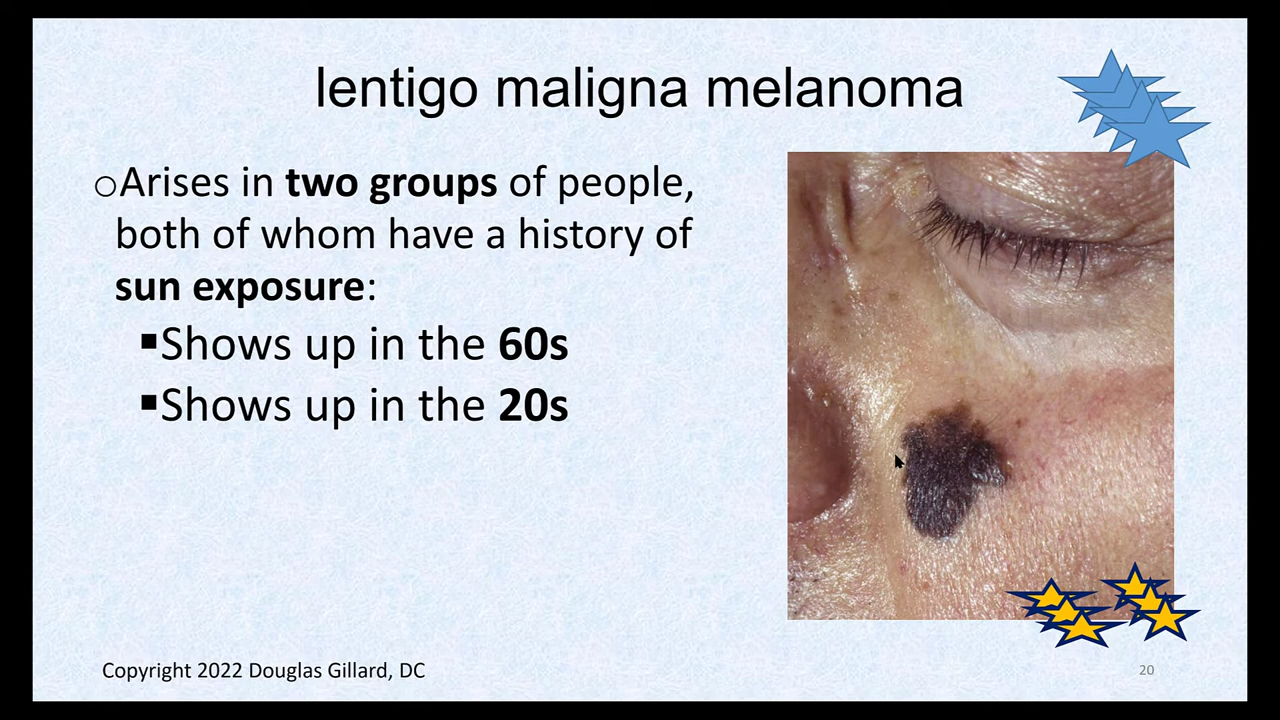 lentigo maligna melanoma
○Arises in two groups of people,
both of whom have a history of
sun exposure:
▪Shows up in the 60s
▪Shows up in the 20s
Copyright 2022 Douglas Gillard, DC
20